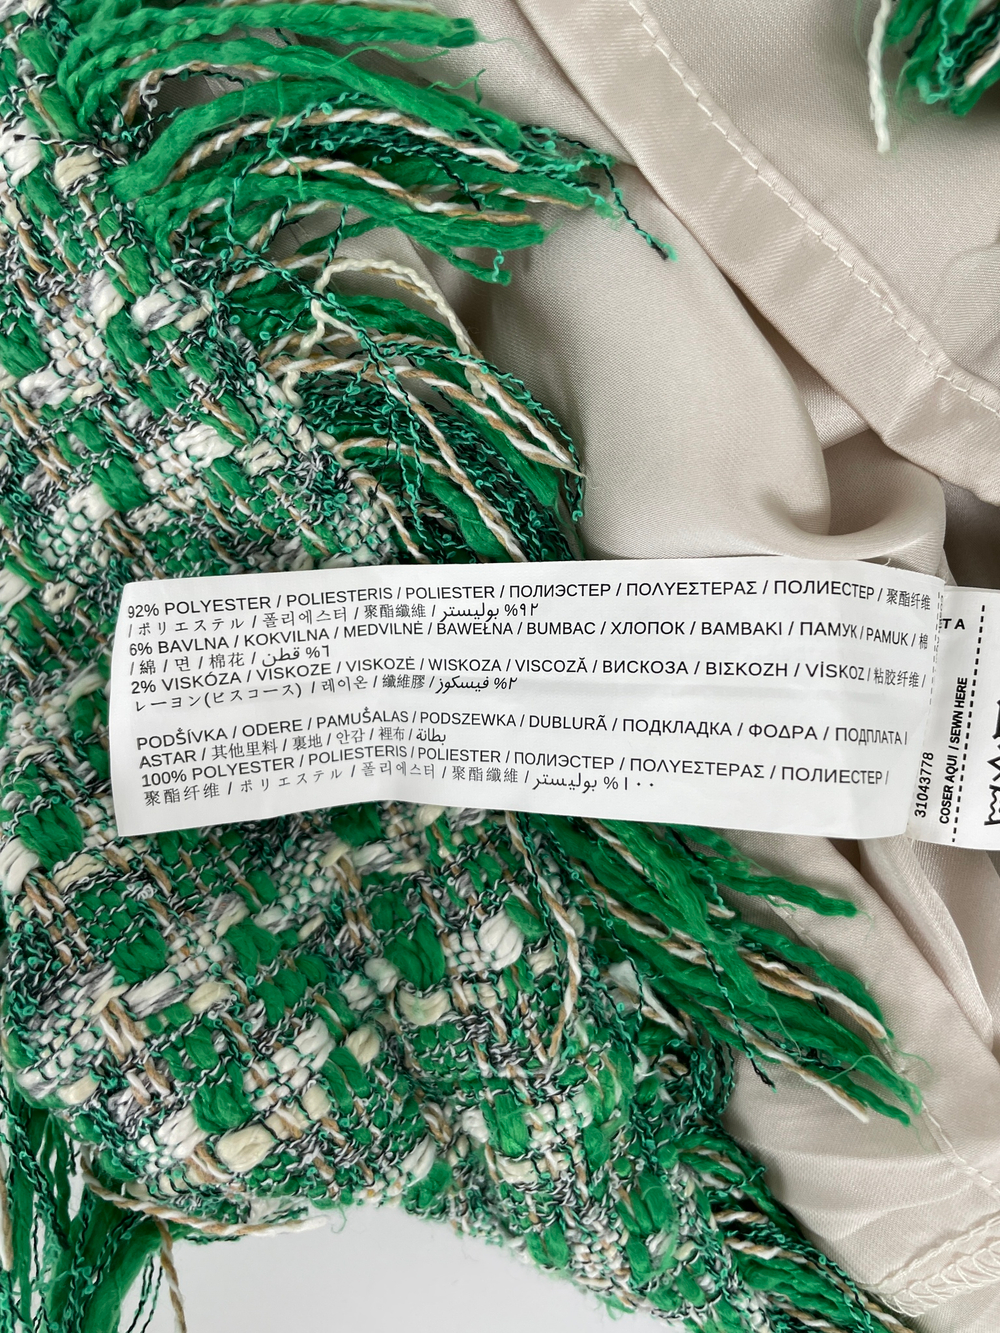 92% POLYESTER / POLIESTERIS / POLIESTER / ПОЛИЭСТЕР / ΠΟΛΥΕΣΤΕΡΑΣ / ПОЛИЕСТЕР / 聚酯纤维
/ ポリエステル / 폴리에스터 / 聚酯纖維 / بوليستر %٩٢
6% BAVLNA / KOKVILNA / MEDVILNĖ / BAWEŁNA / BUMBAC / ХЛОПОК / ΒΑΜΒΑΚΙ / ПАМУК / PAMUK / 棉
/ 綿 / 면 / 棉花 / قطن %٦
2% VISKÓZA / VISKOZE / VISKOZĖ / WISKOZA / VISCOZĂ / ВИСКОЗА / ΒΙΣΚΟΖΗ / VİSKOZ / 粘胶纤维 /
レーヨン(ビスコース) / 레이온 / 纖維膠 / فيسكوز %٢
PODŠÍVKA / ODERE / PAMUŠALAS / PODSZEWKA / DUBLURĂ / ПОДКЛАДКА / ΦΟΔΡΑ / ПОДПЛАТА /
ASTAR / 其他里料 / 裏地 / 안감 / 裡布 / بطانة
100% POLYESTER / POLIESTERIS / POLIESTER / ПОЛИЭСТЕР / ΠΟΛΥΕΣΤΕΡΑΣ / ПОЛИЕСТЕР /
聚酯纤维 / ポリエステル / 폴리에스터 / 聚酯纖維 / بوليستر %١٠٠
31043778
COSER AQUI / SEWN HERE